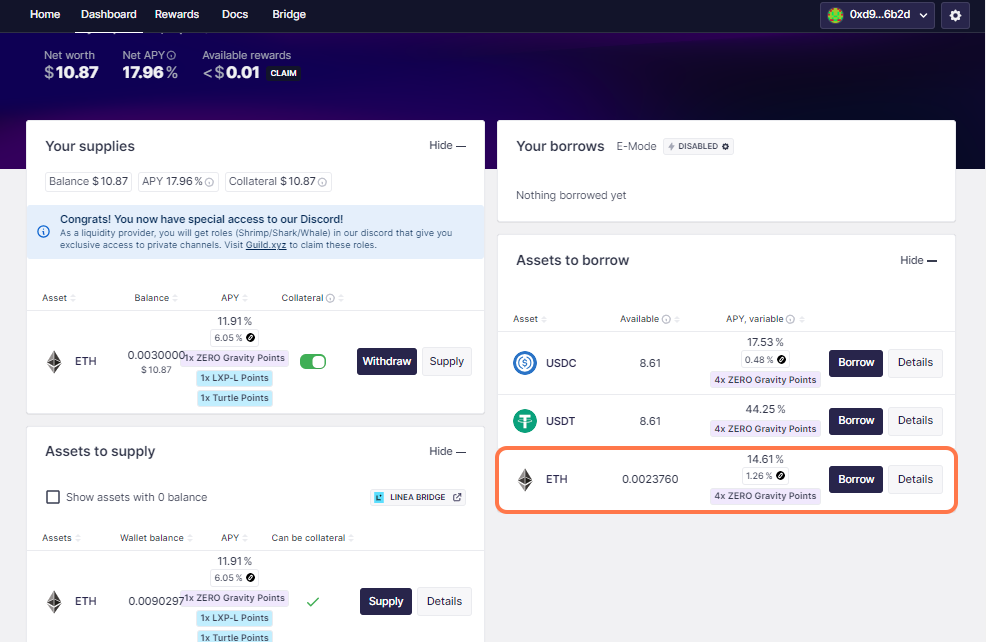 Home Dashboard Rewards Docs Bridge 0xd9...6b2d
Net worth Net APY Available rewards
$10.87 17.96% <$0.01 CLAIM
Your supplies Hide —
Balance $10.87 APY 17.96% Collateral $10.87
Congrats! You now have special access to our Discord!
As a liquidity provider, you will get roles (Shrimp/Shark/Whale) in our discord that give you
exclusive access to private channels. Visit Guild.xyz to claim these roles.
Asset Balance APY Collateral
11.91%
6.05%
ETH 0.0030000 1x ZERO Gravity Points Withdraw Supply
$10.87
1x LXP-L Points
1x Turtle Points
Assets to supply Hide —
Show assets with 0 balance LINEA BRIDGE
Assets Wallet balance APY Can be collateral
11.91%
6.05%
ETH 0.0090297 1x ZERO Gravity Points Supply Details
1x LXP-L Points
1x Turtle Points
Your borrows E-Mode DISABLED
Nothing borrowed yet
Assets to borrow Hide —
Asset Available APY, variable
17.53%
USDC 8.61 0.48% Borrow Details
4x ZERO Gravity Points
44.25%
USDT 8.61 Borrow Details
4x ZERO Gravity Points
14.61%
ETH 0.0023760 1.26% Borrow Details
4x ZERO Gravity Points